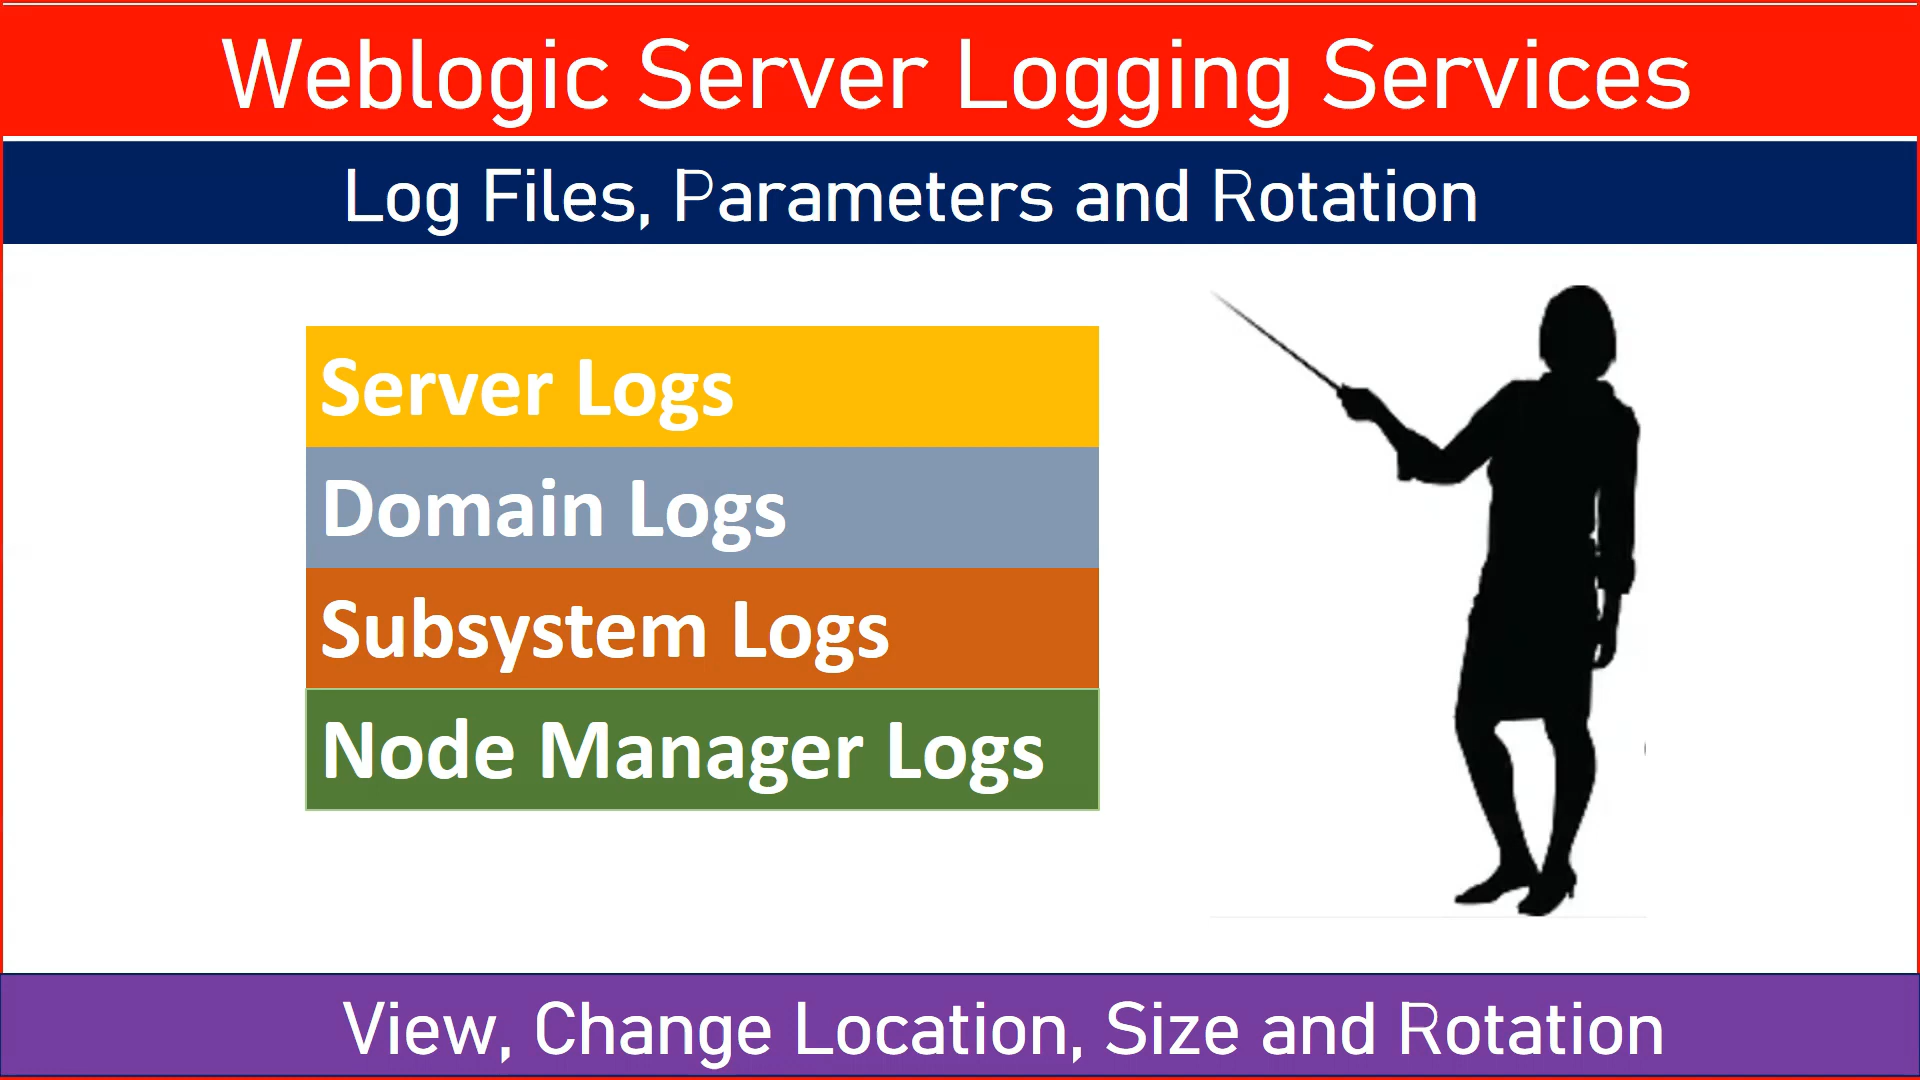 Weblogic Server Logging Services
Log Files, Parameters and Rotation
Server Logs
Domain Logs
Subsystem Logs
Node Manager Logs
View, Change Location, Size and Rotation